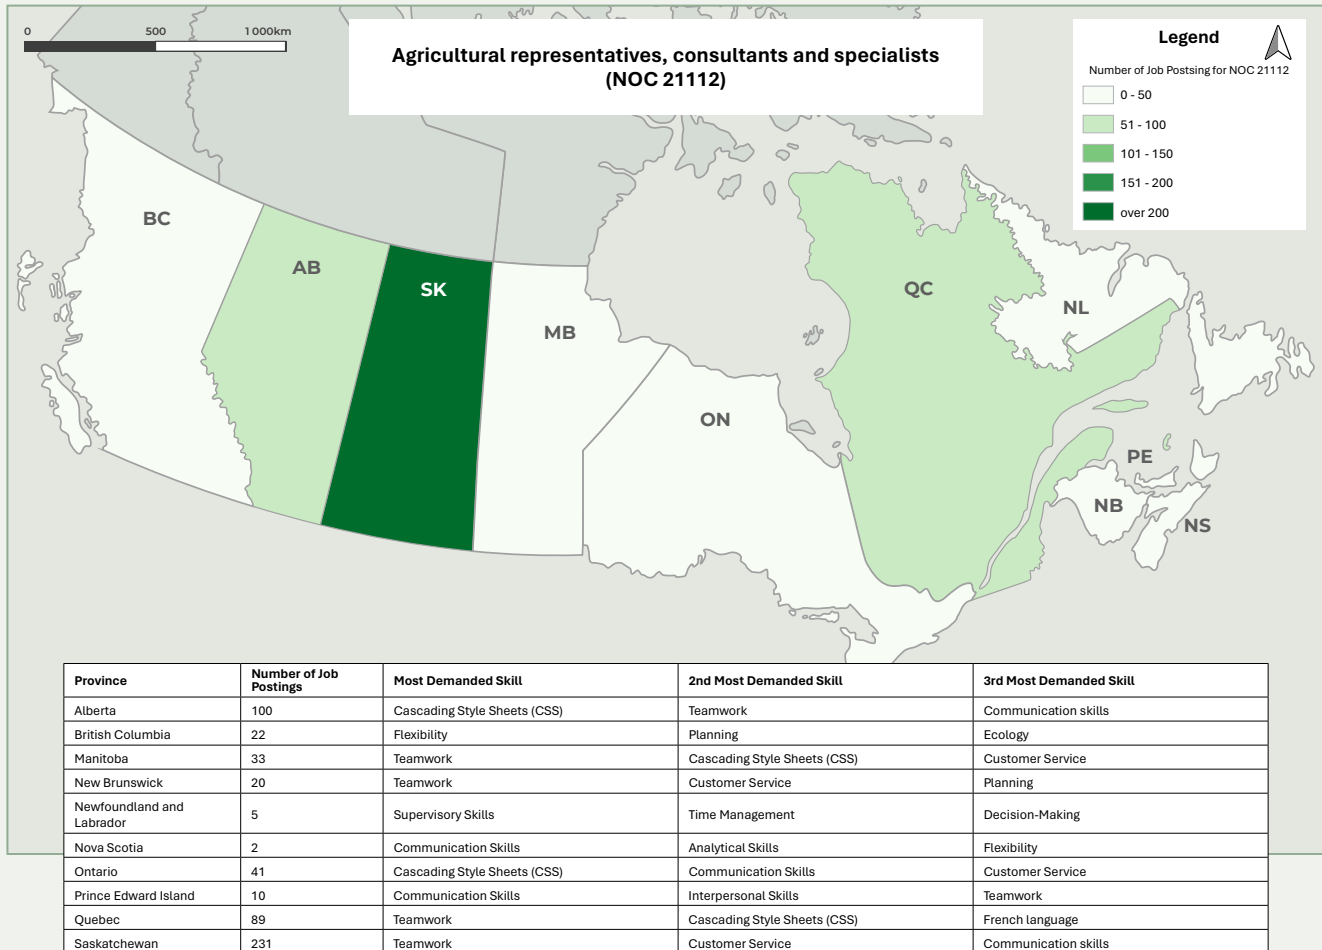 0 500 1 000km
Agricultural representatives, consultants and specialists
(NOC 21112)
Legend
Number of Job Postsing for NOC 21112
0 - 50
51 - 100
101 - 150
151 - 200
over 200
BC
AB
SK
MB
ON
QC
NL
PE
NB
NS
Province Number of Job Postings Most Demanded Skill 2nd Most Demanded Skill 3rd Most Demanded Skill
Alberta 100 Cascading Style Sheets (CSS) Teamwork Communication skills
British Columbia 22 Flexibility Planning Ecology
Manitoba 33 Teamwork Cascading Style Sheets (CSS) Customer Service
New Brunswick 20 Teamwork Customer Service Planning
Newfoundland and Labrador 5 Supervisory Skills Time Management Decision-Making
Nova Scotia 2 Communication Skills Analytical Skills Flexibility
Ontario 41 Cascading Style Sheets (CSS) Communication Skills Customer Service
Prince Edward Island 10 Communication Skills Interpersonal Skills Teamwork
Quebec 89 Teamwork Cascading Style Sheets (CSS) French language
Saskatchewan 231 Teamwork Customer Service Communication skills